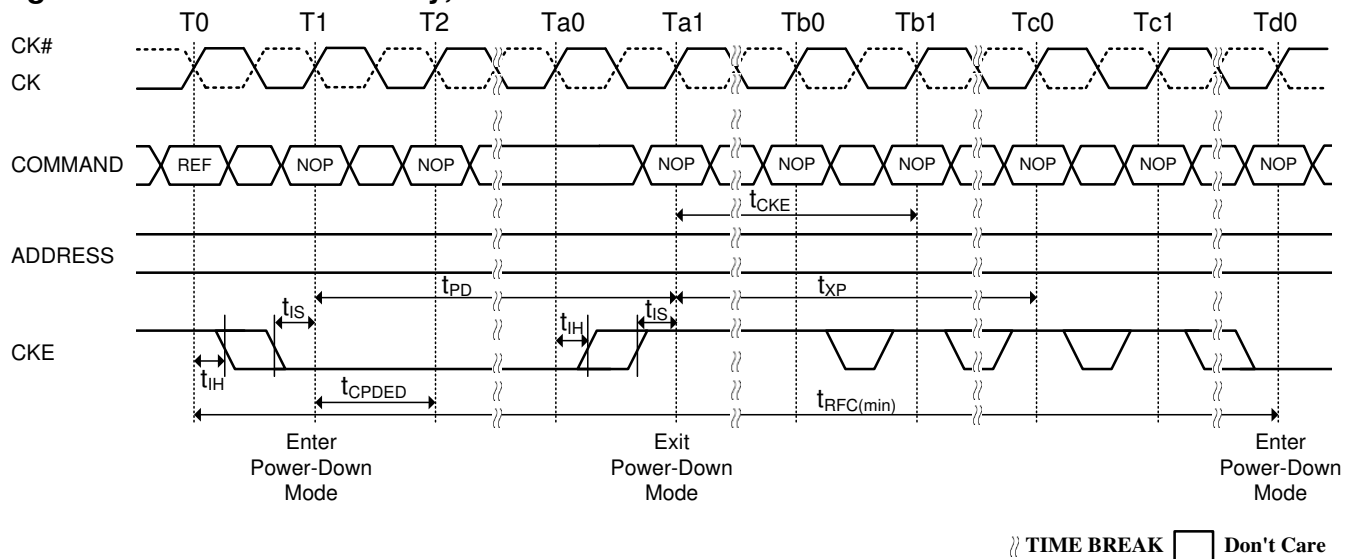 T0 T1 T2 Ta0 Ta1 Tb0 Tb1 Tc0 Tc1 Td0
CK#
CK
COMMAND REF NOP NOP NOP NOP NOP NOP NOP NOP
tCKE
ADDRESS
tPD tXP
tIS tIH tIS
CKE
tIH
tCPDED
tRFC(min)
Enter Power-Down Mode
Exit Power-Down Mode
Enter Power-Down Mode
TIME BREAK Don't Care